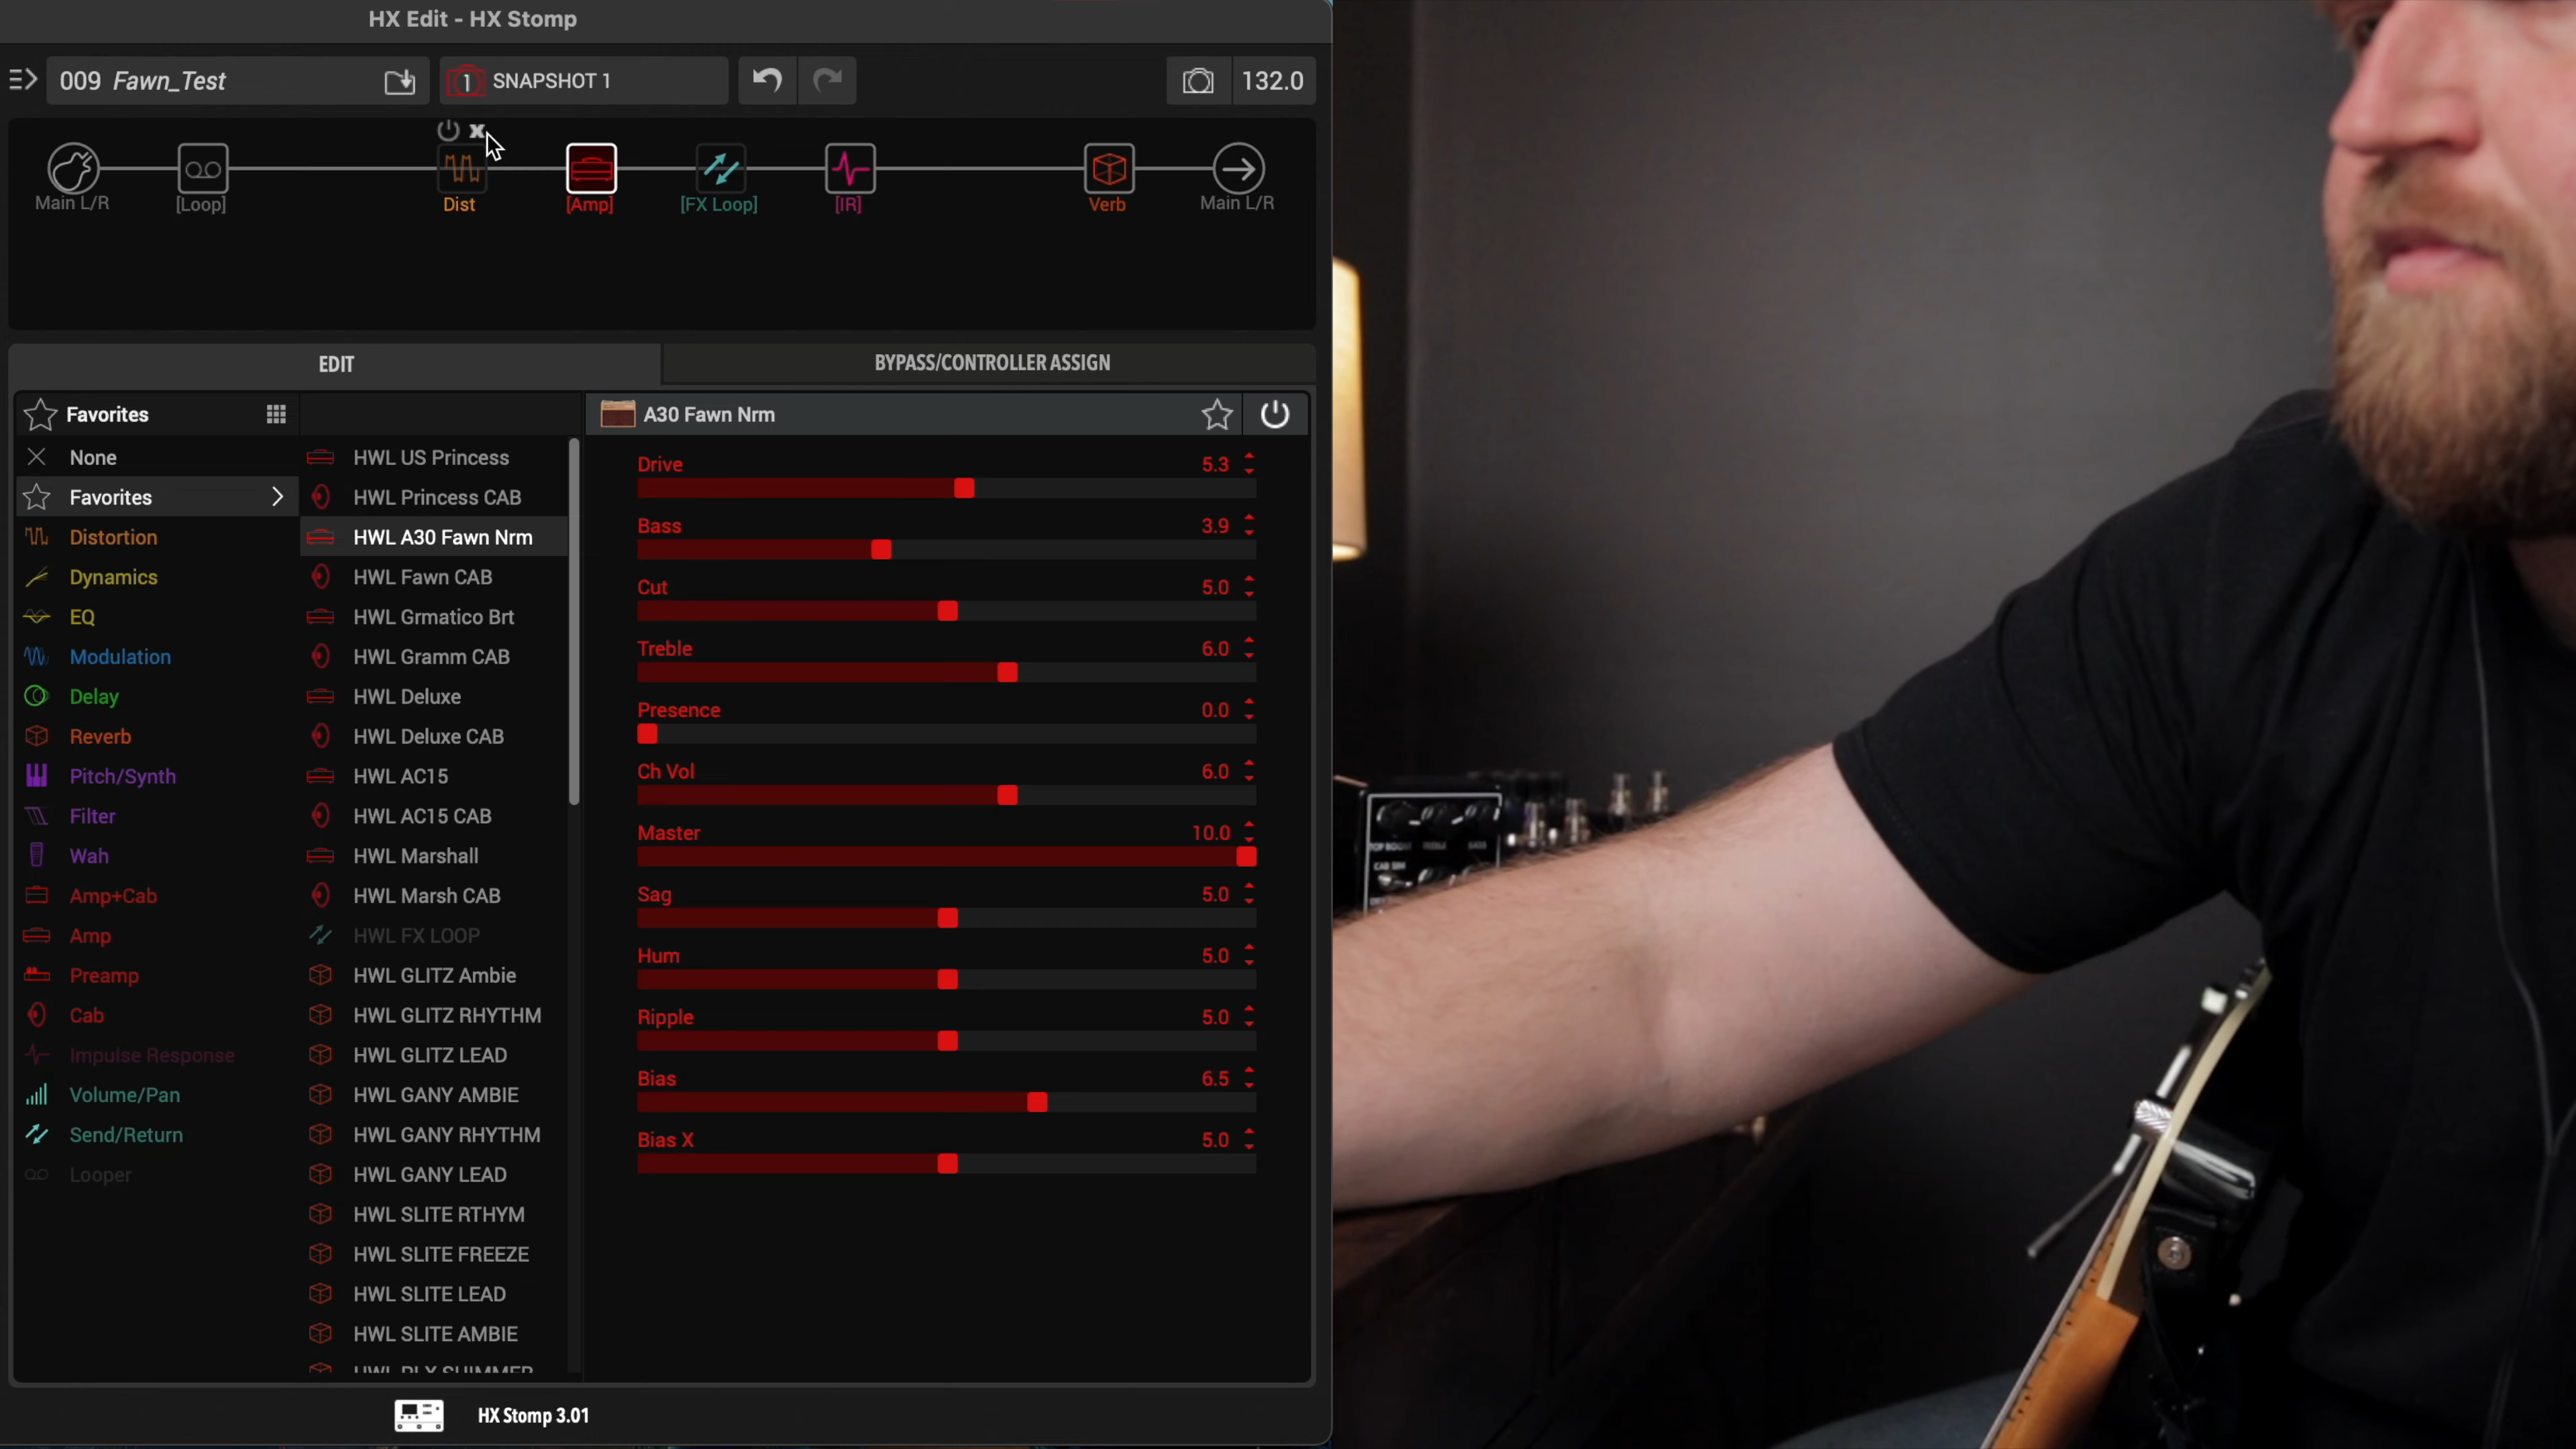 HX Edit - HX Stomp
009 Fawn_Test
1 SNAPSHOT 1
132.0
x
Main L/R
[Loop]
Dist
[Amp]
[FX Loop]
[IR]
Verb
Main L/R
EDIT
BYPASS/CONTROLLER ASSIGN
Favorites
None
Favorites
Distortion
Dynamics
EQ
Modulation
Delay
Reverb
Pitch/Synth
Filter
Wah
Amp+Cab
Amp
Preamp
Cab
Impulse Response
Volume/Pan
Send/Return
Looper
HWL US Princess
HWL Princess CAB
HWL A30 Fawn Nrm
HWL Fawn CAB
HWL Grmatico Brt
HWL Gramm CAB
HWL Deluxe
HWL Deluxe CAB
HWL AC15
HWL AC15 CAB
HWL Marshall
HWL Marsh CAB
HWL FX LOOP
HWL GLITZ Ambie
HWL GLITZ RHYTHM
HWL GLITZ LEAD
HWL GANY AMBIE
HWL GANY RHYTHM
HWL GANY LEAD
HWL SLITE RTHYM
HWL SLITE FREEZE
HWL SLITE LEAD
HWL SLITE AMBIE
A30 Fawn Nrm
Drive 5.3
Bass 3.9
Cut 5.0
Treble 6.0
Presence 0.0
Ch Vol 6.0
Master 10.0
Sag 5.0
Hum 5.0
Ripple 5.0
Bias 6.5
Bias X 5.0
HX Stomp 3.01
TOP BOOST TREBLE BASS
CAB SIM